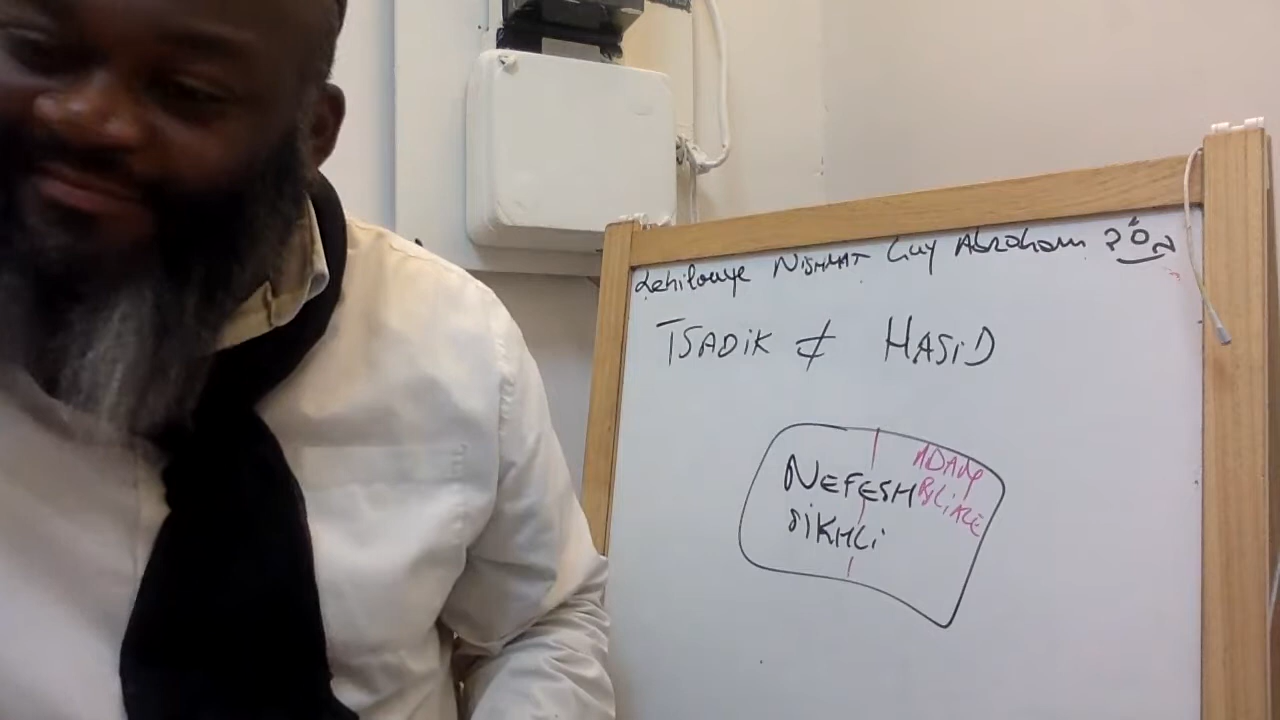 Lehilouye NISHMAT Guy Abraham
TSADIK ≠ HASID
NEFESH
SIKHLi
ADAM
BLiAL